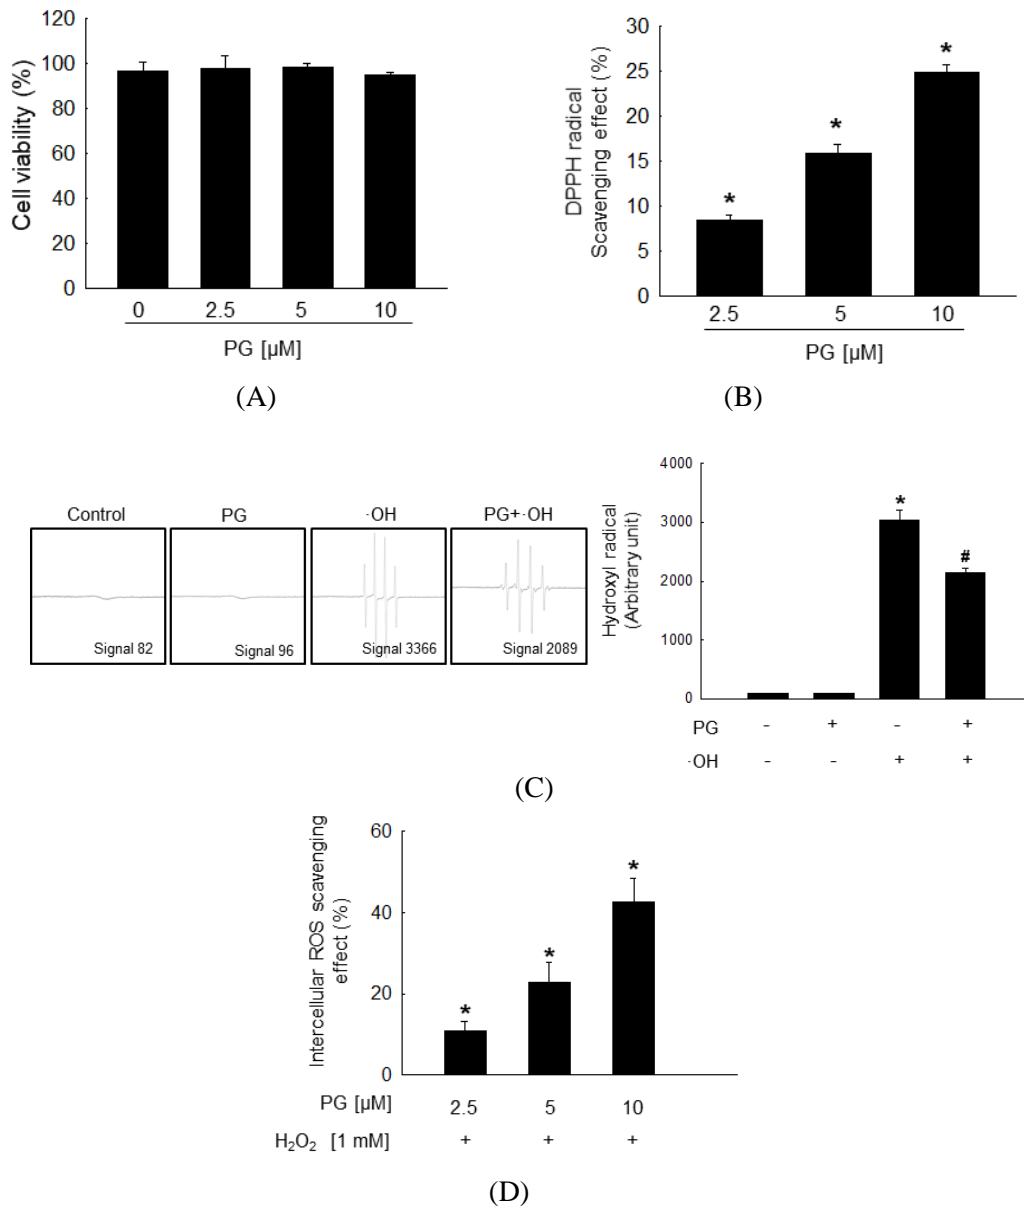 Cell viability (%)
120
100
80
60
40
20
0
0 2.5 5 10
PG [µM]
(A)
DPPH radical
Scavenging effect (%)
30
25
20
15
10
5
0
*
*
*
2.5 5 10
PG [µM]
(B)
Control PG ·OH PG+·OH
Signal 82 Signal 96 Signal 3366 Signal 2089
Hydroxyl radical
(Arbitrary unit)
4000
3000
2000
1000
0
*
#
PG - + - +
·OH - - + +
(C)
Intercellular ROS scavenging
effect (%)
60
40
20
0
*
*
*
PG [µM] 2.5 5 10
H₂O₂ [1 mM] + + +
(D)